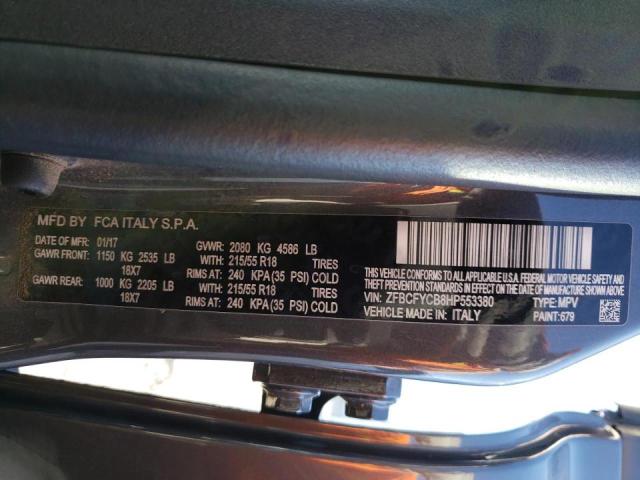 MFD BY FCA ITALY S.P.A.
DATE OF MFR: 01/17 GVWR: 2080 KG 4586 LB
GAWR FRONT: 1150 KG 2535 LB WITH: 215/55 R18 TIRES
18X7 RIMS AT: 240 KPA(35 PSI) COLD
GAWR REAR: 1000 KG 2205 LB WITH: 215/55 R18 TIRES
18X7 RIMS AT: 240 KPA(35 PSI) COLD
THIS VEHICLE CONFORMS TO ALL APPLICABLE U.S.A. FEDERAL MOTOR
VEHICLE SAFETY, BUMPER, AND THEFT
PREVENTION STANDARDS IN EFFECT ON THE DATE OF MANUFACTURE SHOWN ABOVE.
VIN: ZFBCFYCB8HP553380 TYPE: MPV
VEHICLE MADE IN: ITALY PAINT:679